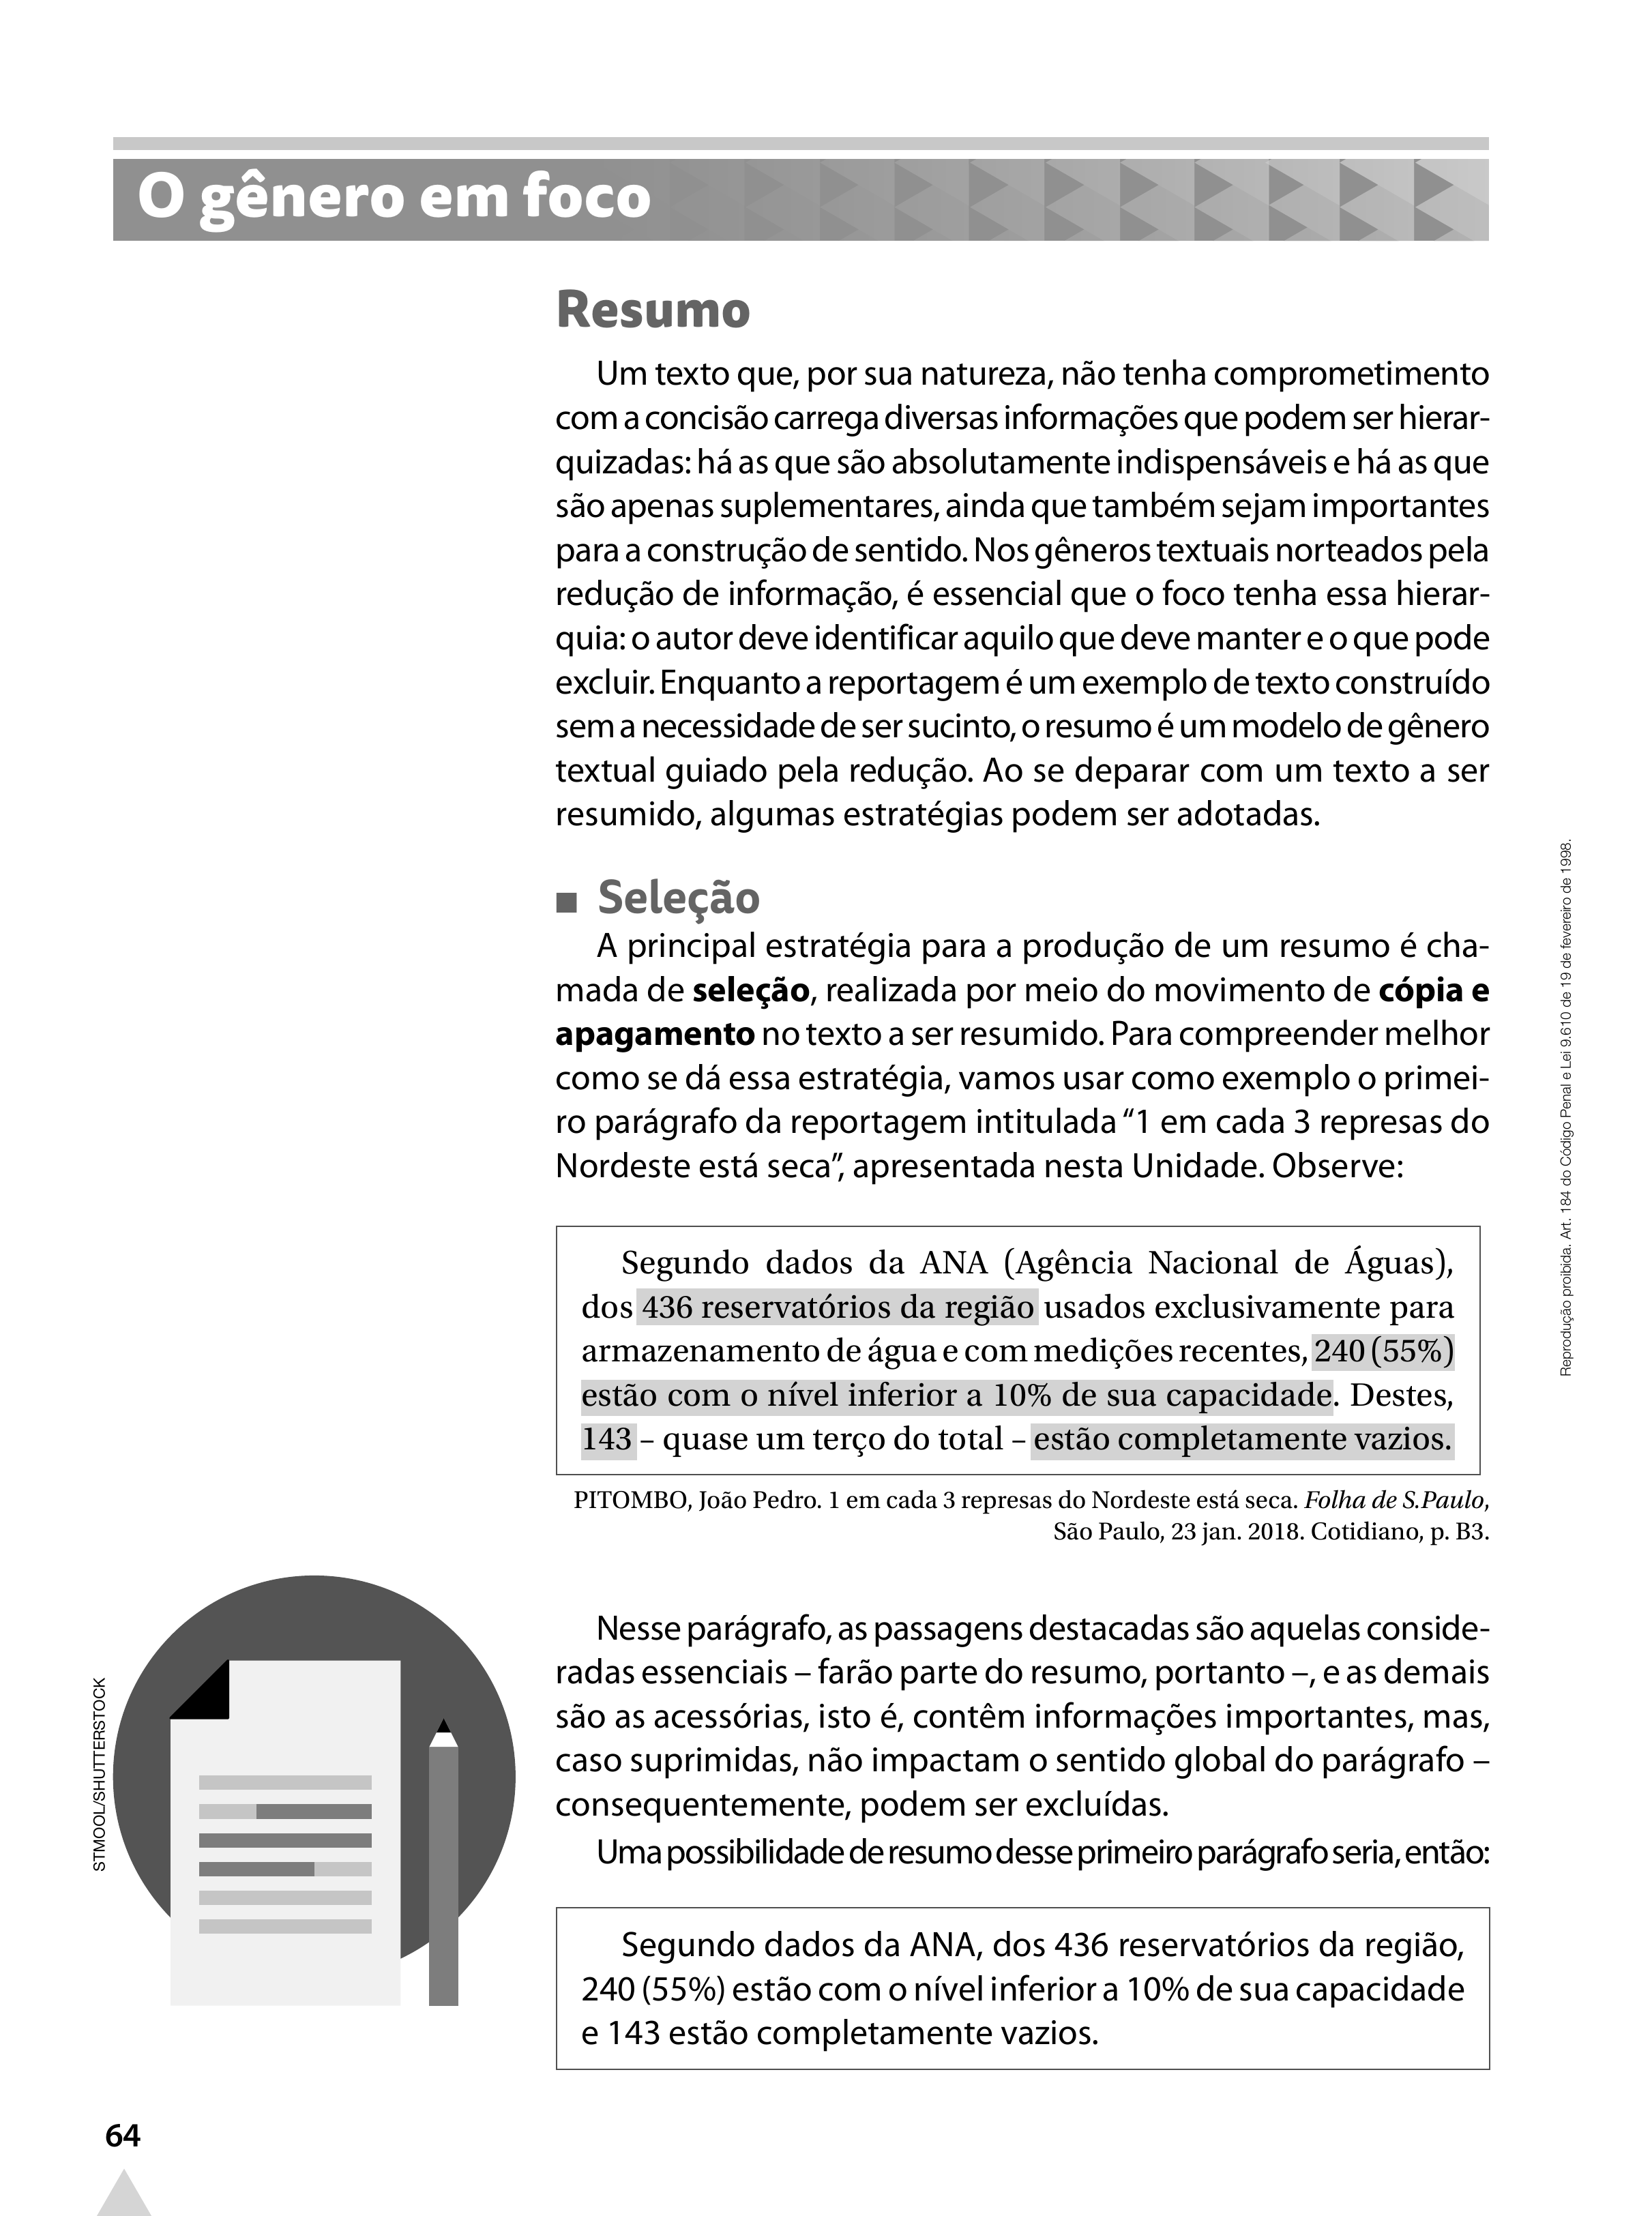 O gênero em foco
Resumo
Um texto que, por sua natureza, não tenha comprometimento
com a concisão carrega diversas informações que podem ser hierar-
quizadas: há as que são absolutamente indispensáveis e há as que
são apenas suplementares, ainda que também sejam importantes
para a construção de sentido. Nos gêneros textuais norteados pela
redução de informação, é essencial que o foco tenha essa hierar-
quia: o autor deve identificar aquilo que deve manter e o que pode
excluir. Enquanto a reportagem é um exemplo de texto construído
sem a necessidade de ser sucinto, o resumo é um modelo de gênero
textual guiado pela redução. Ao se deparar com um texto a ser
resumido, algumas estratégias podem ser adotadas.
■ Seleção
A principal estratégia para a produção de um resumo é cha-
mada de seleção, realizada por meio do movimento de cópia e
apagamento no texto a ser resumido. Para compreender melhor
como se dá essa estratégia, vamos usar como exemplo o primei-
ro parágrafo da reportagem intitulada “1 em cada 3 represas do
Nordeste está seca”, apresentada nesta Unidade. Observe:
Segundo dados da ANA (Agência Nacional de Águas),
dos 436 reservatórios da região usados exclusivamente para
armazenamento de água e com medições recentes, 240 (55%)
estão com o nível inferior a 10% de sua capacidade. Destes,
143 – quase um terço do total – estão completamente vazios.
PITOMBO, João Pedro. 1 em cada 3 represas do Nordeste está seca. Folha de S.Paulo,
São Paulo, 23 jan. 2018. Cotidiano, p. B3.
Nesse parágrafo, as passagens destacadas são aquelas conside-
radas essenciais – farão parte do resumo, portanto –, e as demais
são as acessórias, isto é, contêm informações importantes, mas,
caso suprimidas, não impactam o sentido global do parágrafo –
consequentemente, podem ser excluídas.
Uma possibilidade de resumo desse primeiro parágrafo seria, então:
Segundo dados da ANA, dos 436 reservatórios da região,
240 (55%) estão com o nível inferior a 10% de sua capacidade
e 143 estão completamente vazios.
STMOOL/SHUTTERSTOCK
Reprodução proibida. Art. 184 do Código Penal e Lei 9.610 de 19 de fevereiro de 1998.
64